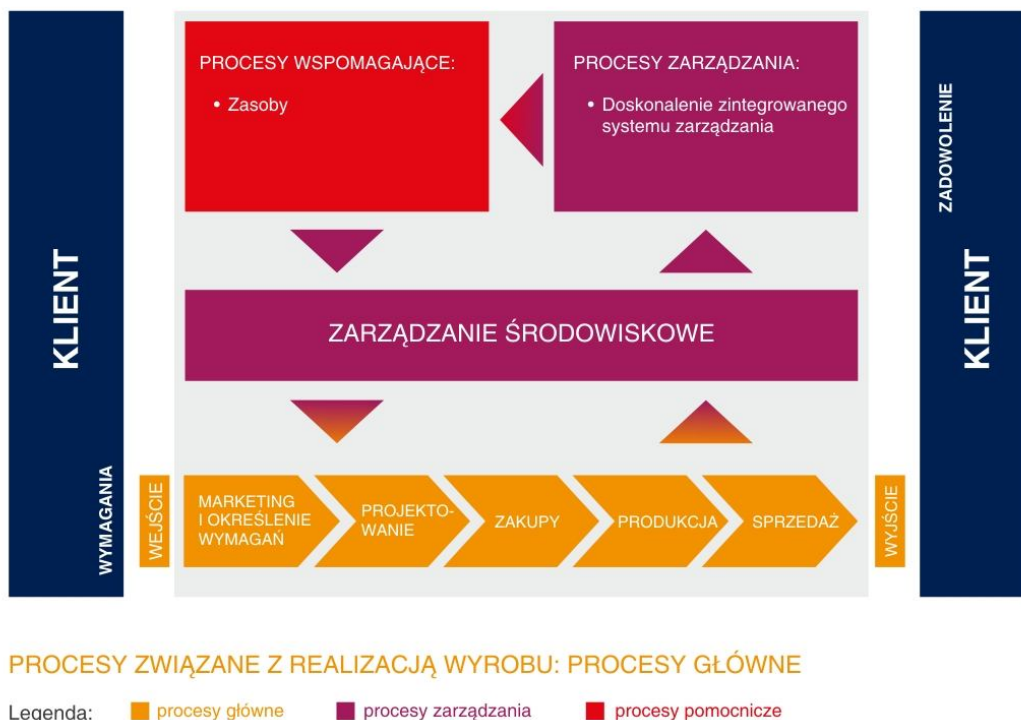 KLIENT
WYMAGANIA
PROCESY WSPOMAGAJĄCE:
• Zasoby
PROCESY ZARZĄDZANIA:
• Doskonalenie zintegrowanego
systemu zarządzania
ZARZĄDZANIE ŚRODOWISKOWE
WEJŚCIE
MARKETING
I OKREŚLENIE
WYMAGAŃ
PROJEKTO-
WANIE
ZAKUPY
PRODUKCJA
SPRZEDAŻ
WYJŚCIE
ZADOWOLENIE
KLIENT
PROCESY ZWIĄZANE Z REALIZACJĄ WYROBU: PROCESY GŁÓWNE
Legenda:
procesy główne
procesy zarządzania
procesy pomocnicze